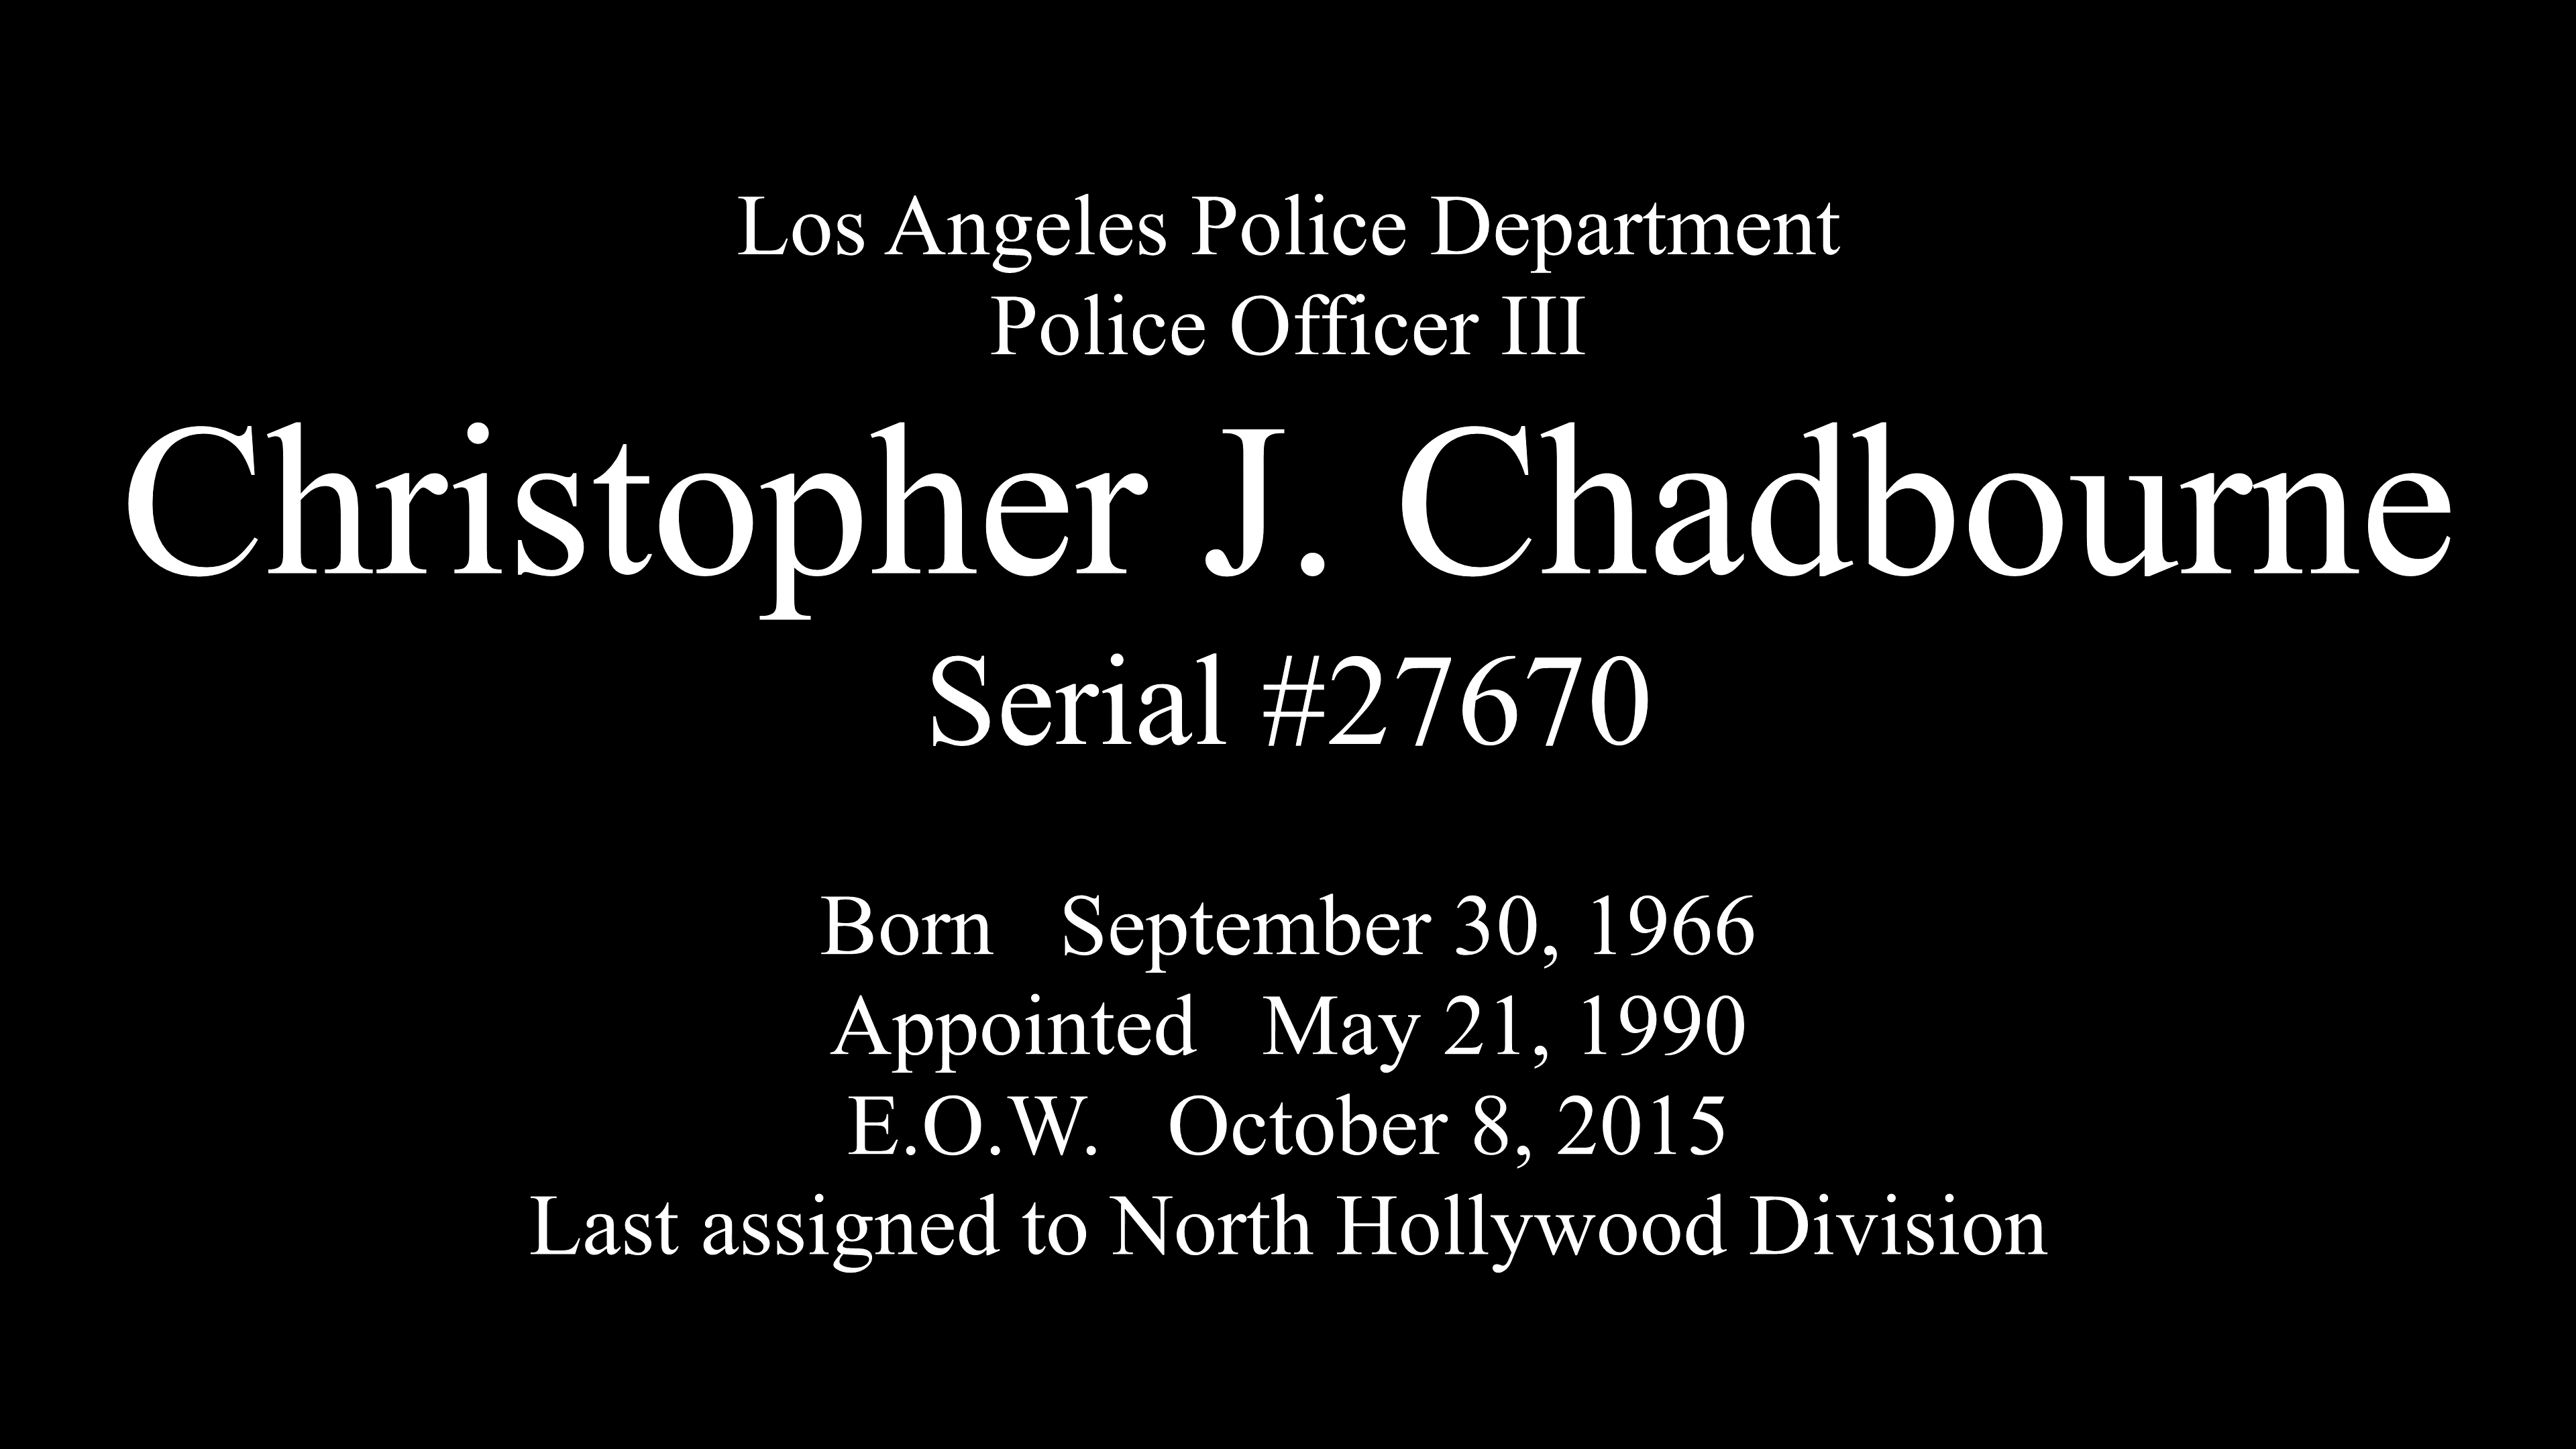 Los Angeles Police Department
Police Officer III
Christopher J. Chadbourne
Serial #27670
Born September 30, 1966
Appointed May 21, 1990
E.O.W. October 8, 2015
Last assigned to North Hollywood Division